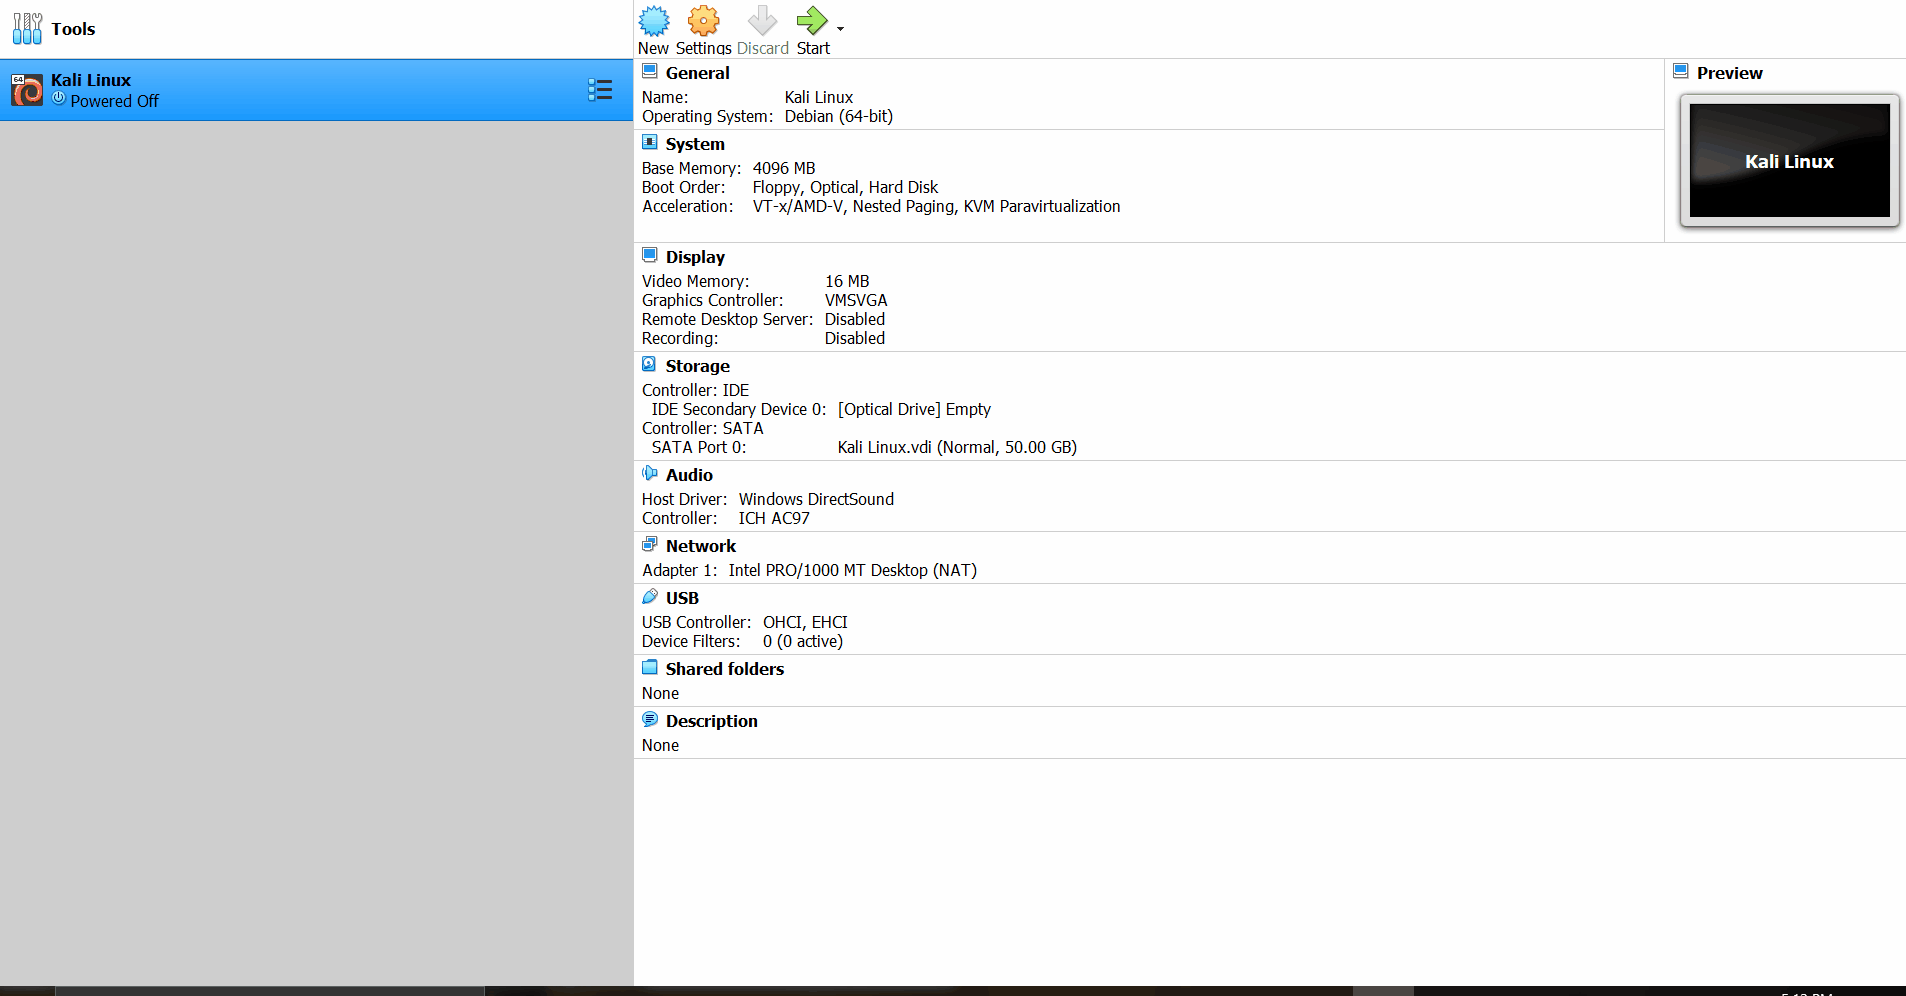 Tools
New Settings Discard Start
64
Kali Linux
Powered Off
General
Name: Kali Linux
Operating System: Debian (64-bit)
System
Base Memory: 4096 MB
Boot Order: Floppy, Optical, Hard Disk
Acceleration: VT-x/AMD-V, Nested Paging, KVM Paravirtualization
Preview
Kali Linux
Display
Video Memory: 16 MB
Graphics Controller: VMSVGA
Remote Desktop Server: Disabled
Recording: Disabled
Storage
Controller: IDE
IDE Secondary Device 0: [Optical Drive] Empty
Controller: SATA
SATA Port 0: Kali Linux.vdi (Normal, 50.00 GB)
Audio
Host Driver: Windows DirectSound
Controller: ICH AC97
Network
Adapter 1: Intel PRO/1000 MT Desktop (NAT)
USB
USB Controller: OHCI, EHCI
Device Filters: 0 (0 active)
Shared folders
None
Description
None